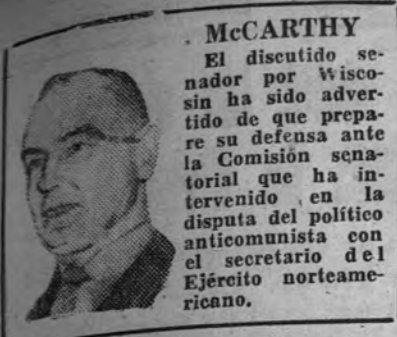 McCARTHY
El discutido se-
nador por Wisco-
sin ha sido adver-
tido de que prepa-
re su defensa ante
la Comisión sena-
torial que ha in-
tervenido en la
disputa del político
anticomunista con
el secretario del
Ejército norteame-
ricano.